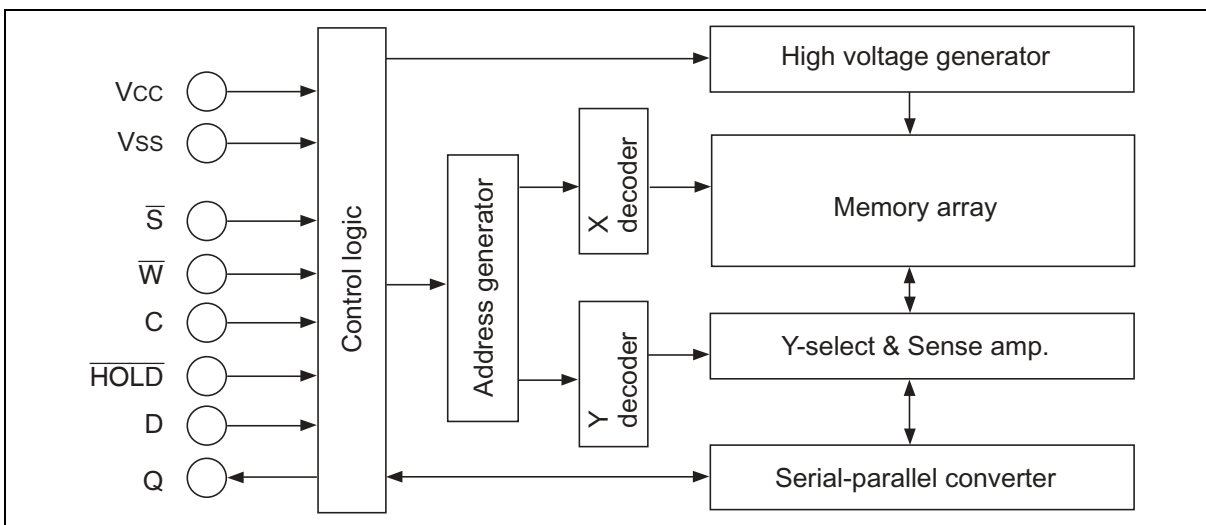 Vcc
Vss
S̅
W̅
C
H̅O̅L̅D̅
D
Q
Control logic
Address generator
X decoder
Y decoder
High voltage generator
Memory array
Y-select & Sense amp.
Serial-parallel converter